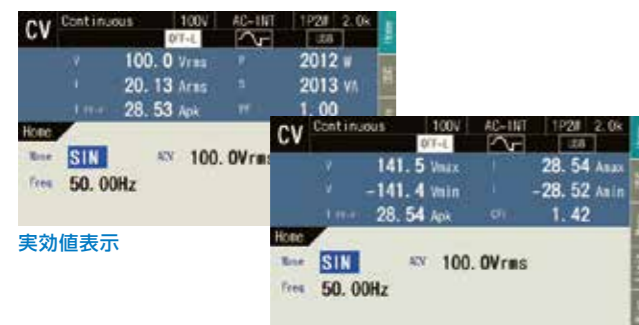 CV Continuous 100V AC-INT 1P2W 2.0k
OFF-L USB
V 100.0 Vrms P 2012 W
I 20.13 Arms S 2013 VA
28.53 Apk PF 1.00
Home
SIN ACV 100.0Vrms
Freq 50.00Hz
実効値表示
CV Continuous 100V AC-INT 1P2W 2.0k
OFF-L USB
V 141.5 Vmax I 28.54 Amax
V -141.4 Vmin I -28.52 Amin
28.54 Apk CF 1.42
Home
SIN ACV 100.0Vrms
Freq 50.00Hz